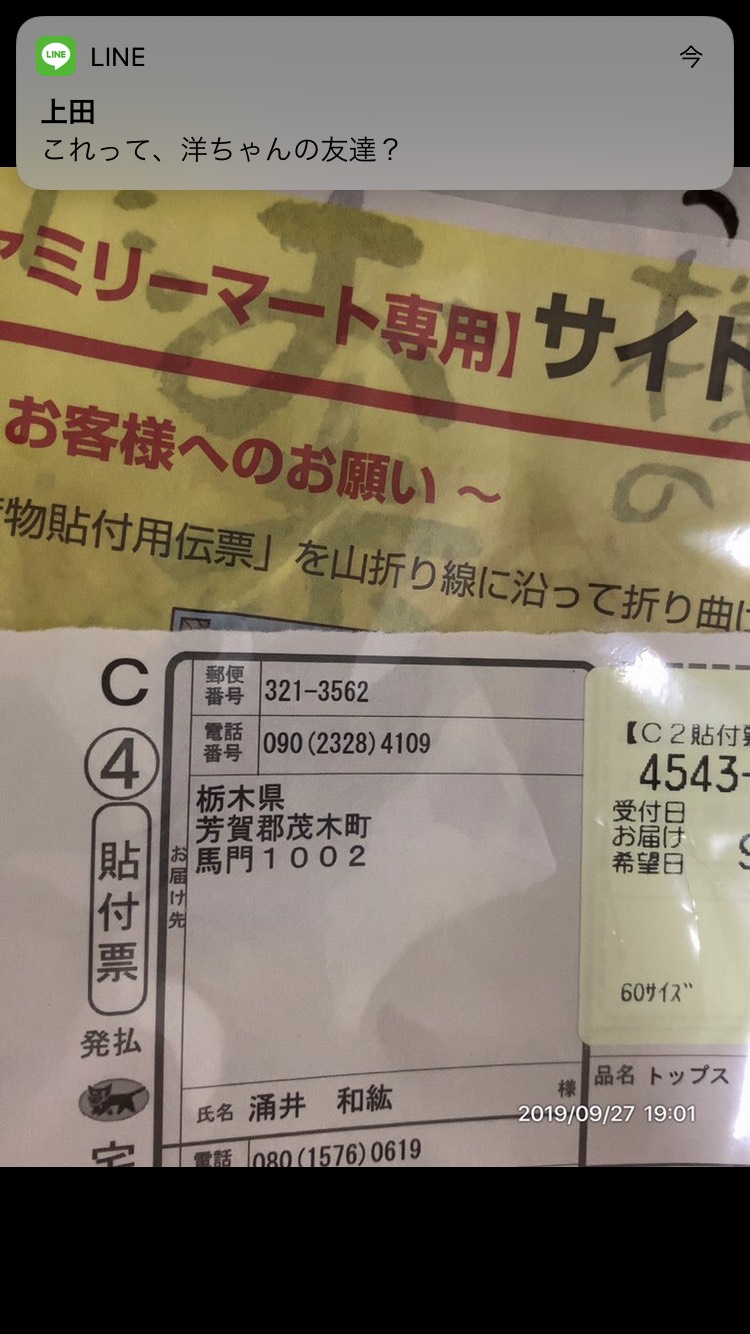 LINE
今
上田
これって、洋ちゃんの友達？
ァミリーマート専用】サイト
お客様へのお願い ～
物貼付用伝票」を山折り線に沿って折り曲げ
様
の
C
④
貼付票
発払
宅
郵便番号 321-3562
電話番号 090(2328)4109
お届け先
栃木県
芳賀郡茂木町
馬門１００２
氏名 涌井 和紘 様
電話 080(1576)0619
【C２貼付票
4543-
受付日
お届け
希望日
60ｻｲｽﾞ
品名 トップス
2019/09/27 19:01